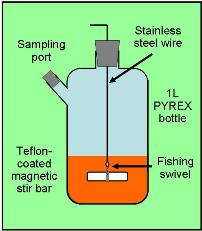 Sampling
port
Stainless
steel wire
1L
PYREX
bottle
Teflon-
coated
magnetic
stir bar
Fishing
swivel